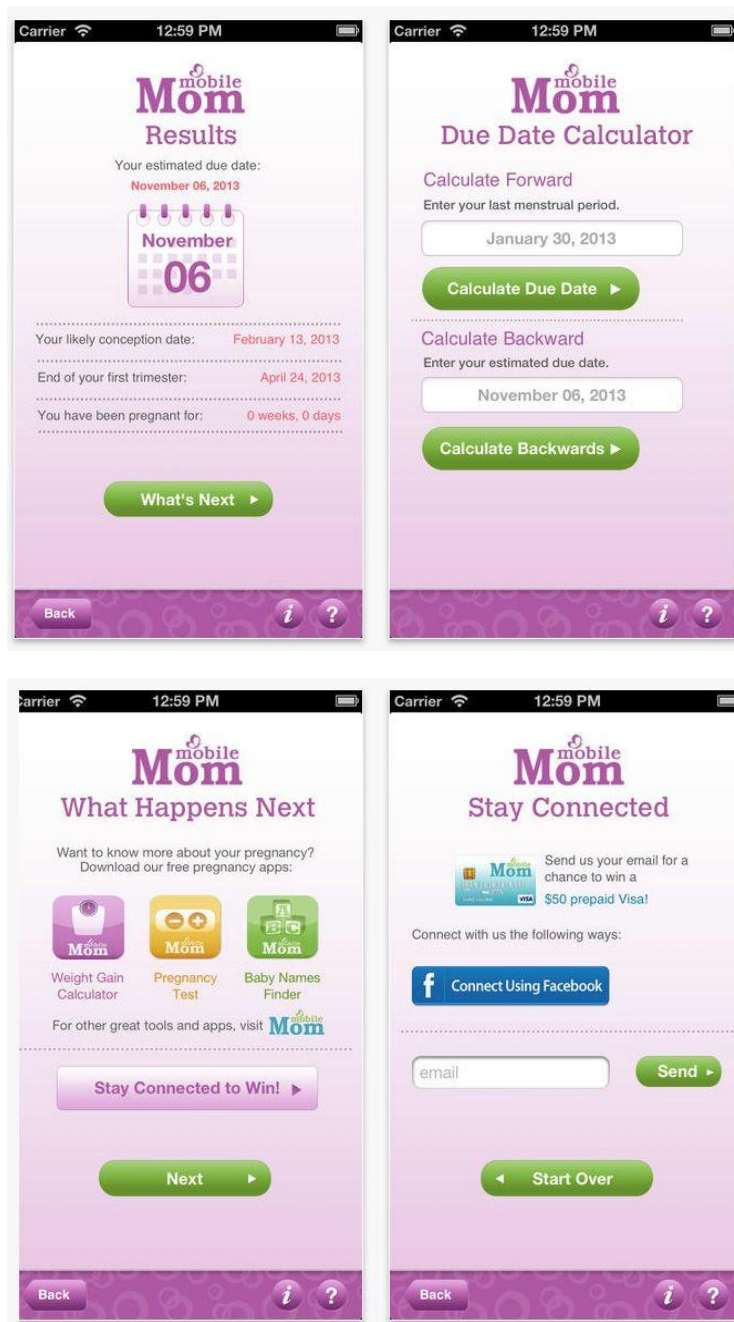 Carrier 12:59 PM
mobile
Mom
Results
Your estimated due date:
November 06, 2013
November
06
Your likely conception date: February 13, 2013
End of your first trimester: April 24, 2013
You have been pregnant for: 0 weeks, 0 days
What's Next
Back i ?
Carrier 12:59 PM
mobile
Mom
Due Date Calculator
Calculate Forward
Enter your last menstrual period.
January 30, 2013
Calculate Due Date
Calculate Backward
Enter your estimated due date.
November 06, 2013
Calculate Backwards
i ?
Carrier 12:59 PM
mobile
Mom
What Happens Next
Want to know more about your pregnancy?
Download our free pregnancy apps:
Mom
Mom
A
B C
Mom
Weight Gain
Calculator
Pregnancy
Test
Baby Names
Finder
For other great tools and apps, visit mobile Mom
Stay Connected to Win!
Next
Back i ?
Carrier 12:59 PM
mobile
Mom
Stay Connected
mobile
Mom
VISA
Send us your email for a
chance to win a
$50 prepaid Visa!
Connect with us the following ways:
f Connect Using Facebook
email Send
Start Over
Back i ?